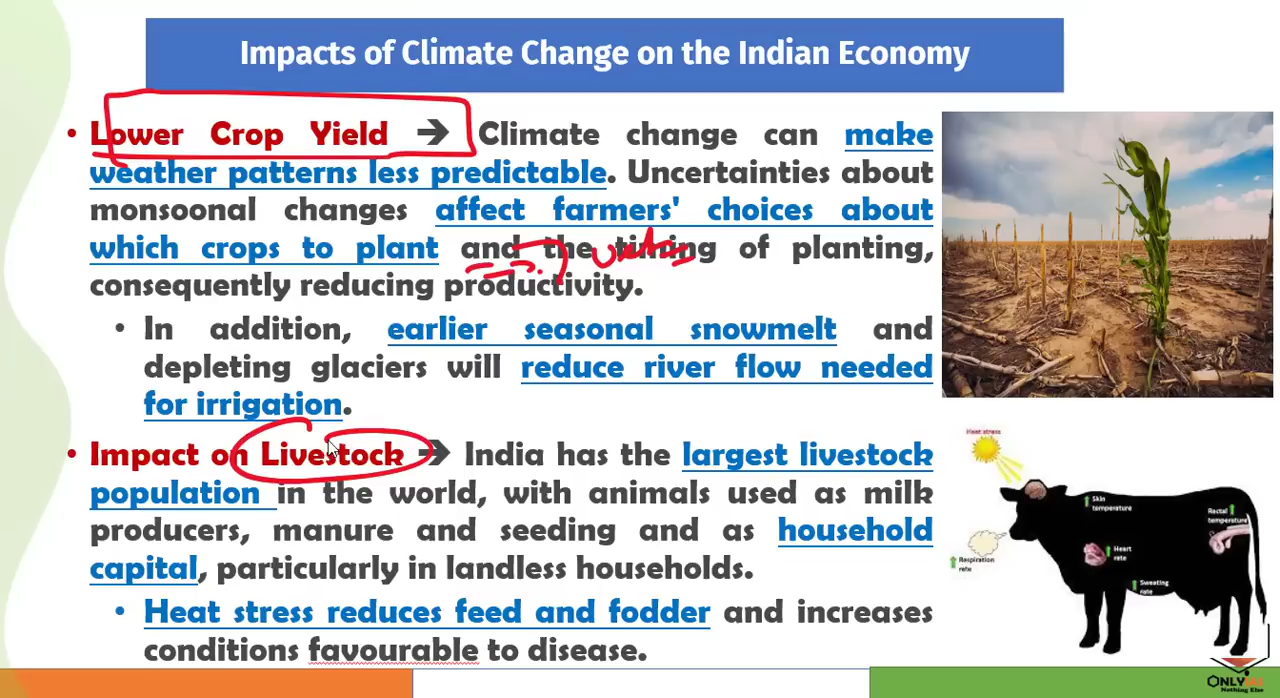 Impacts of Climate Change on the Indian Economy
• Lower Crop Yield → Climate change can make
weather patterns less predictable. Uncertainties about
monsoonal changes affect farmers' choices about
which crops to plant and the timing of planting,
consequently reducing productivity.
• In addition, earlier seasonal snowmelt and
depleting glaciers will reduce river flow needed
for irrigation.
• Impact on Livestock → India has the largest livestock
population in the world, with animals used as milk
producers, manure and seeding and as household
capital, particularly in landless households.
• Heat stress reduces feed and fodder and increases
conditions favourable to disease.
Heat stress
Skin
temperature
Rectal
temperature
Heart
rate
Respiration
rate
Sweating
rate
ONLYIAS
Nothing Else